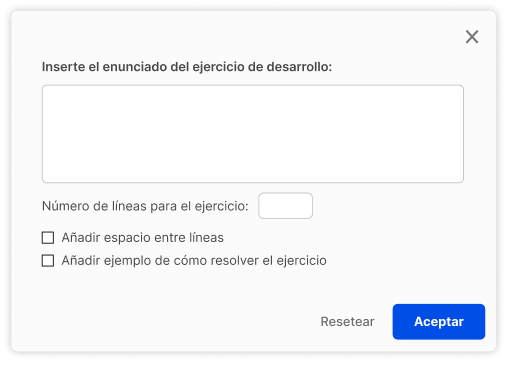 Inserte el enunciado del ejercicio de desarrollo:
Número de líneas para el ejercicio:
Añadir espacio entre líneas
Añadir ejemplo de cómo resolver el ejercicio
Resetear
Aceptar